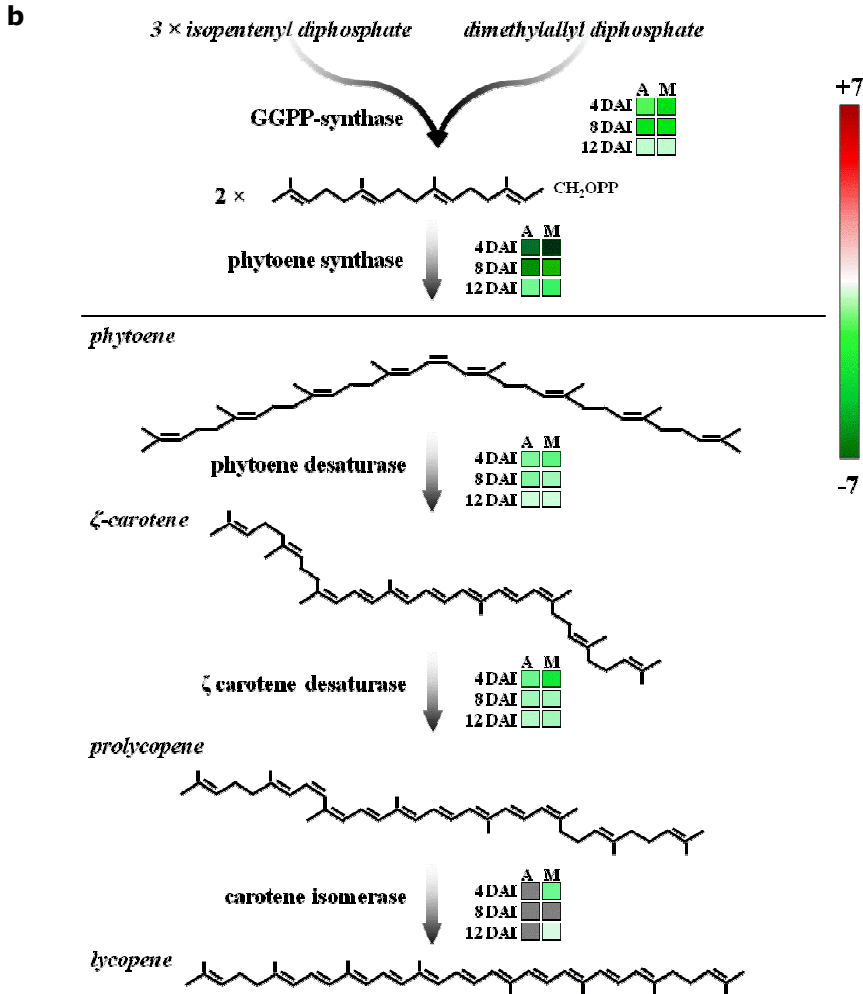 b
3 × isopentenyl diphosphate dimethylallyl diphosphate
+7
GGPP-synthase
A M
4 DAI
8 DAI
12 DAI
2 ×
CH2OPP
phytoene synthase
A M
4 DAI
8 DAI
12 DAI
phytoene
phytoene desaturase
A M
4 DAI
8 DAI
12 DAI
-7
ζ-carotene
ζ carotene desaturase
A M
4 DAI
8 DAI
12 DAI
prolycopene
carotene isomerase
A M
4 DAI
8 DAI
12 DAI
lycopene